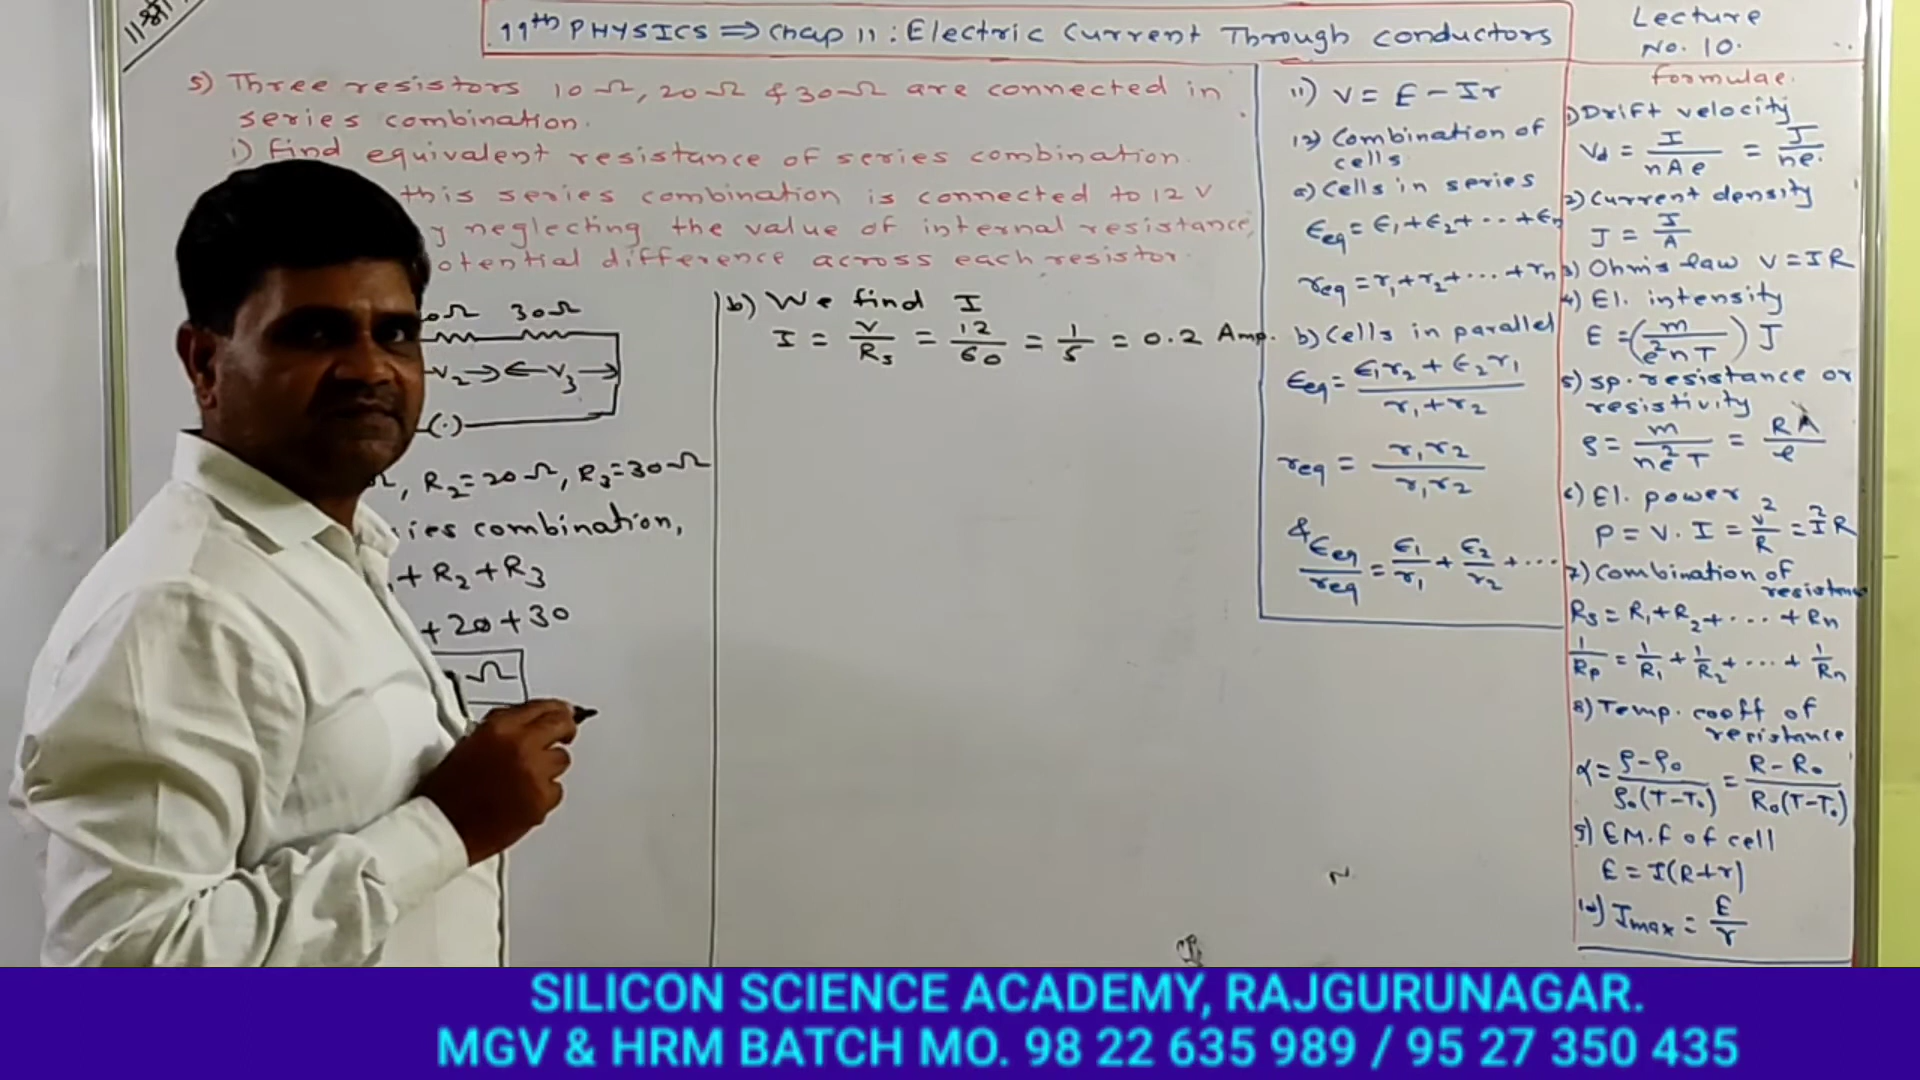 ॥श्री
11th PHYSICS ⇒ Chap 11 : Electric Current Through Conductors
Lecture
No. 10.
5) Three resistors 10Ω, 20Ω & 30Ω are connected in
series combination.
i) Find equivalent resistance of series combination.
this series combination is connected to 12 V
y neglecting the value of internal resistance,
otential difference across each resistor.
0Ω 30Ω
V2 → ← V3 →
(·)
Ω, R2=20Ω, R3=30Ω
ries combination,
+ R2 + R3
+ 20 + 30
Ω
b) We find I
I = V/Rs = 12/60 = 1/5 = 0.2 Amp.
11) V = E - Ir
12) Combination of
cells
a) Cells in series
Eeq = E1 + E2 + ... + En
req = r1 + r2 + ... + rn
b) Cells in parallel
Eeq = (E1r2 + E2r1)/(r1 + r2)
req = r1r2/r1r2
& Eeq/req = E1/r1 + E2/r2 + ...
Formulae.
1) Drift velocity
Vd = I/nAe = J/ne.
2) Current density
J = I/A
3) Ohm's law V = IR
4) El. intensity
E = (m/e²nT) J
5) sp. resistance or
resistivity
ρ = m/ne²T = RA/l
6) El. power
P = V. I = V²/R = I²R
7) Combination of
resistance
Rs = R1 + R2 + ... + Rn
1/Rp = 1/R1 + 1/R2 + ... + 1/Rn
8) Temp. coeff of
resistance
α = ρ-ρ0/ρ0(T-T0) = R-R0/R0(T-T0)
9) E.M.F of cell
E = I(R+r)
10) Imax = E/r
N
SILICON SCIENCE ACADEMY, RAJGURUNAGAR.
MGV & HRM BATCH MO. 98 22 635 989 / 95 27 350 435